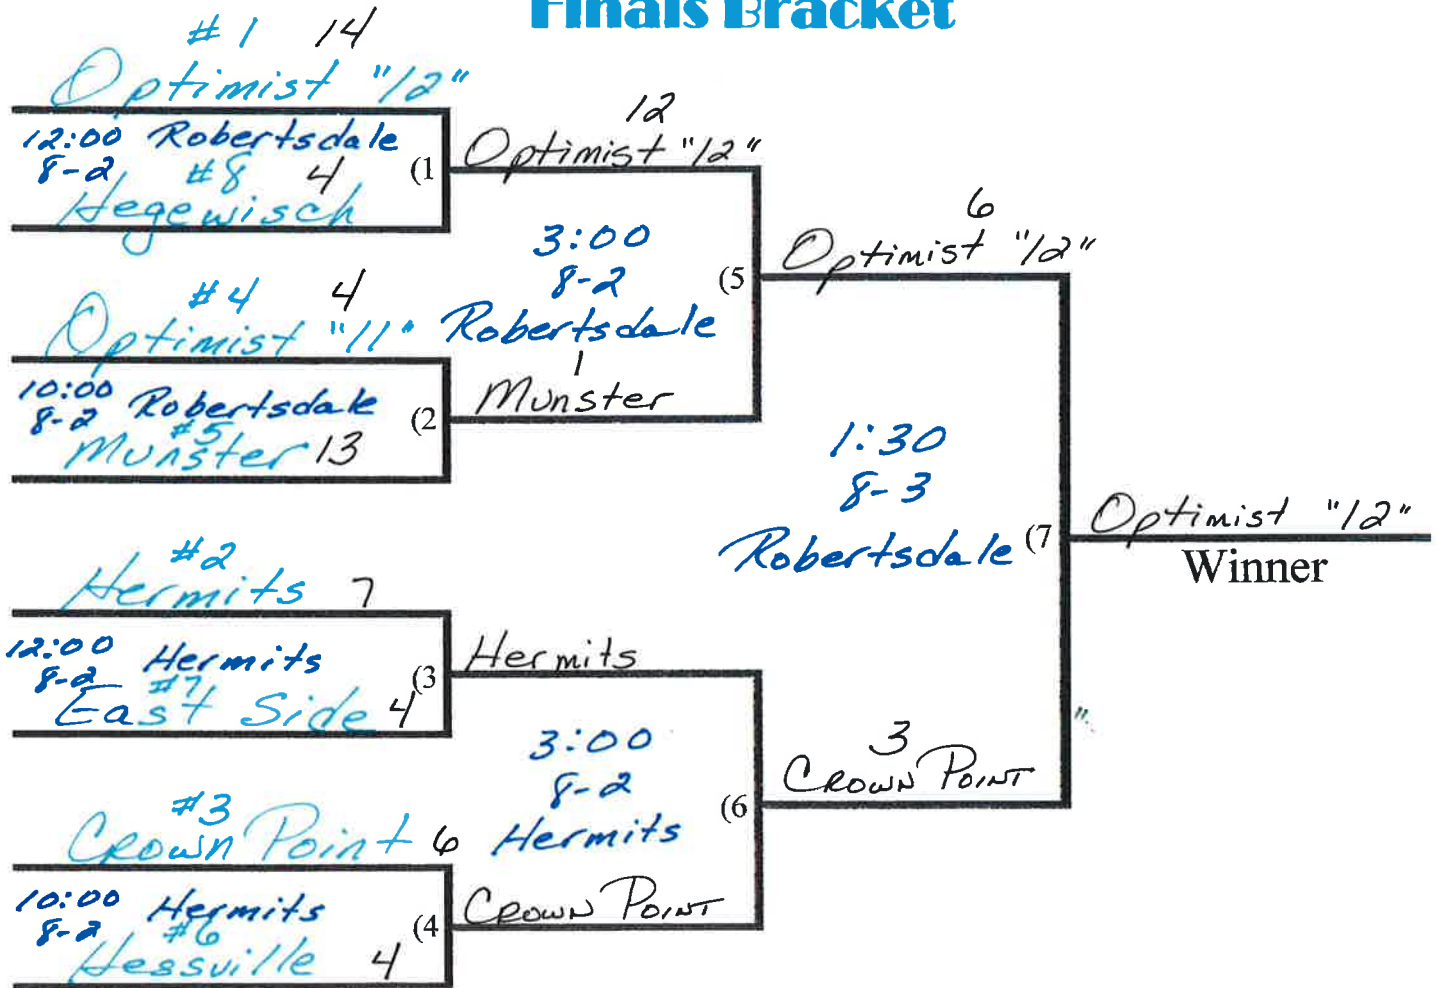 Finals Bracket
#1 14
Optimist "12"
12:00 Robertsdale
8-2 #8 4
Hegewisch
(1
12
Optimist "12"
#4 4
Optimist "11"
10:00 Robertsdale
8-2 #5
Munster 13
(2
1
Munster
3:00
8-2
Robertsdale
(5
6
Optimist "12"
#2
Hermits 7
12:00 Hermits
8-2 #7
East Side 4
(3
Hermits
#3
Crown Point 6
10:00 Hermits
8-2 #6
Hessville 4
(4
Crown Point
3:00
8-2
Hermits
(6
3
Crown Point
1:30
8-3
Robertsdale
(7
Optimist "12"
Winner
"